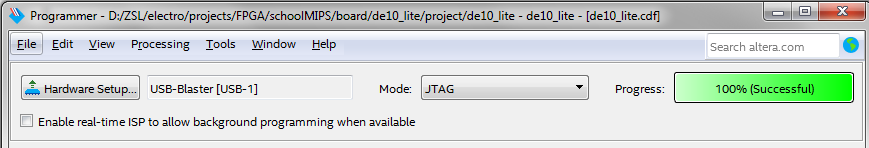 Programmer - D:/ZSL/electro/projects/FPGA/schoolMIPS/board/de10_lite/project/de10_lite - de10_lite - [de10_lite.cdf]
File Edit View Processing Tools Window Help Search altera.com
Hardware Setup... USB-Blaster [USB-1] Mode: JTAG Progress: 100% (Successful)
Enable real-time ISP to allow background programming when available